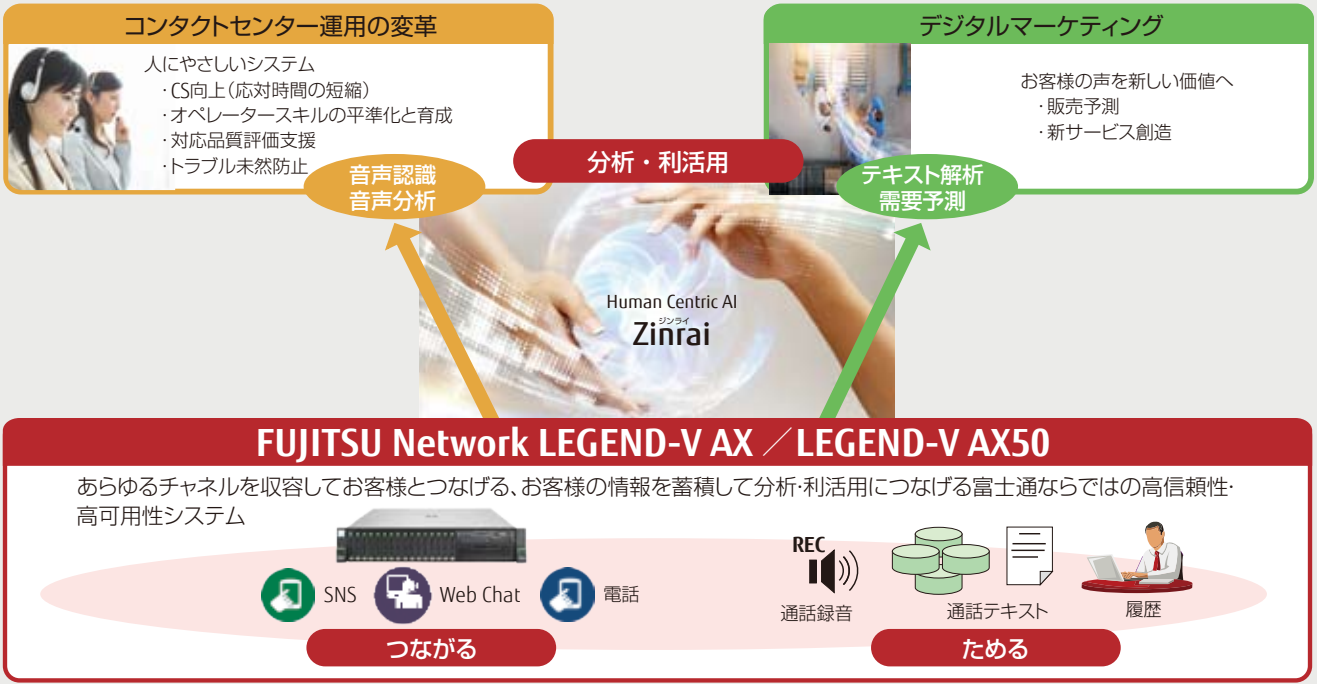 コンタクトセンター運用の変革
人にやさしいシステム
・CS向上（応対時間の短縮）
・オペレータースキルの平準化と育成
・対応品質評価支援
・トラブル未然防止
音声認識
音声分析
分析・利活用
デジタルマーケティング
お客様の声を新しい価値へ
・販売予測
・新サービス創造
テキスト解析
需要予測
Human Centric AI
ジンライ
Zinrai
FUJITSU Network LEGEND-V AX ／LEGEND-V AX50
あらゆるチャネルを収容してお客様とつなげる、お客様の情報を蓄積して分析・利活用につなげる富士通ならではの高信頼性・
高可用性システム
SNS
Web Chat
電話
つながる
REC
通話録音
通話テキスト
履歴
ためる